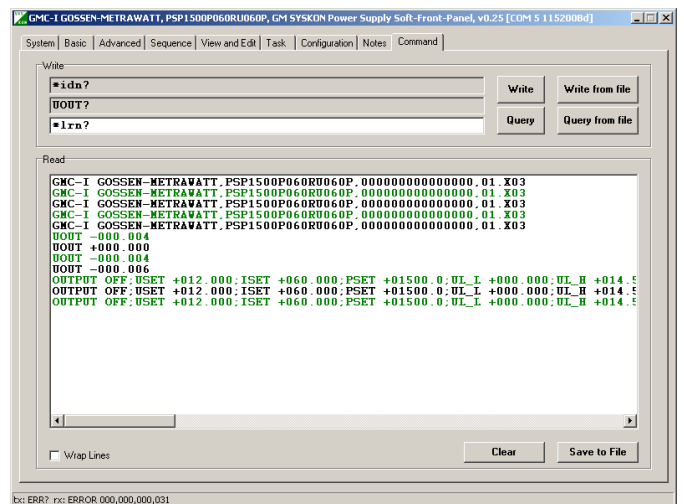 GMC-I GOSSEN-METRAWATT, PSP1500P060RU060P, GM SYSKON Power Supply Soft-Front-Panel, v0.25 [COM 5 115200Bd]
System Basic Advanced Sequence View and Edit Task Configuration Notes Command
Write
*idn?
UOUT?
*lrn?
Write Write from file
Query Query from file
Read
GMC-I GOSSEN-METRAWATT,PSP1500P060RU060P,000000000000000,01.X03
GMC-I GOSSEN-METRAWATT,PSP1500P060RU060P,000000000000000,01.X03
GMC-I GOSSEN-METRAWATT,PSP1500P060RU060P,000000000000000,01.X03
GMC-I GOSSEN-METRAWATT,PSP1500P060RU060P,000000000000000,01.X03
GMC-I GOSSEN-METRAWATT,PSP1500P060RU060P,000000000000000,01.X03
UOUT -000.004
UOUT +000.000
UOUT -000.004
UOUT -000.006
OUTPUT OFF;USET +012.000;ISET +060.000;PSET +01500.0;UL_L +000.000;UL_H +014.5
OUTPUT OFF;USET +012.000;ISET +060.000;PSET +01500.0;UL_L +000.000;UL_H +014.5
OUTPUT OFF;USET +012.000;ISET +060.000;PSET +01500.0;UL_L +000.000;UL_H +014.5
Wrap Lines
Clear Save to File
tx: ERR? rx: ERROR 000,000,000,031